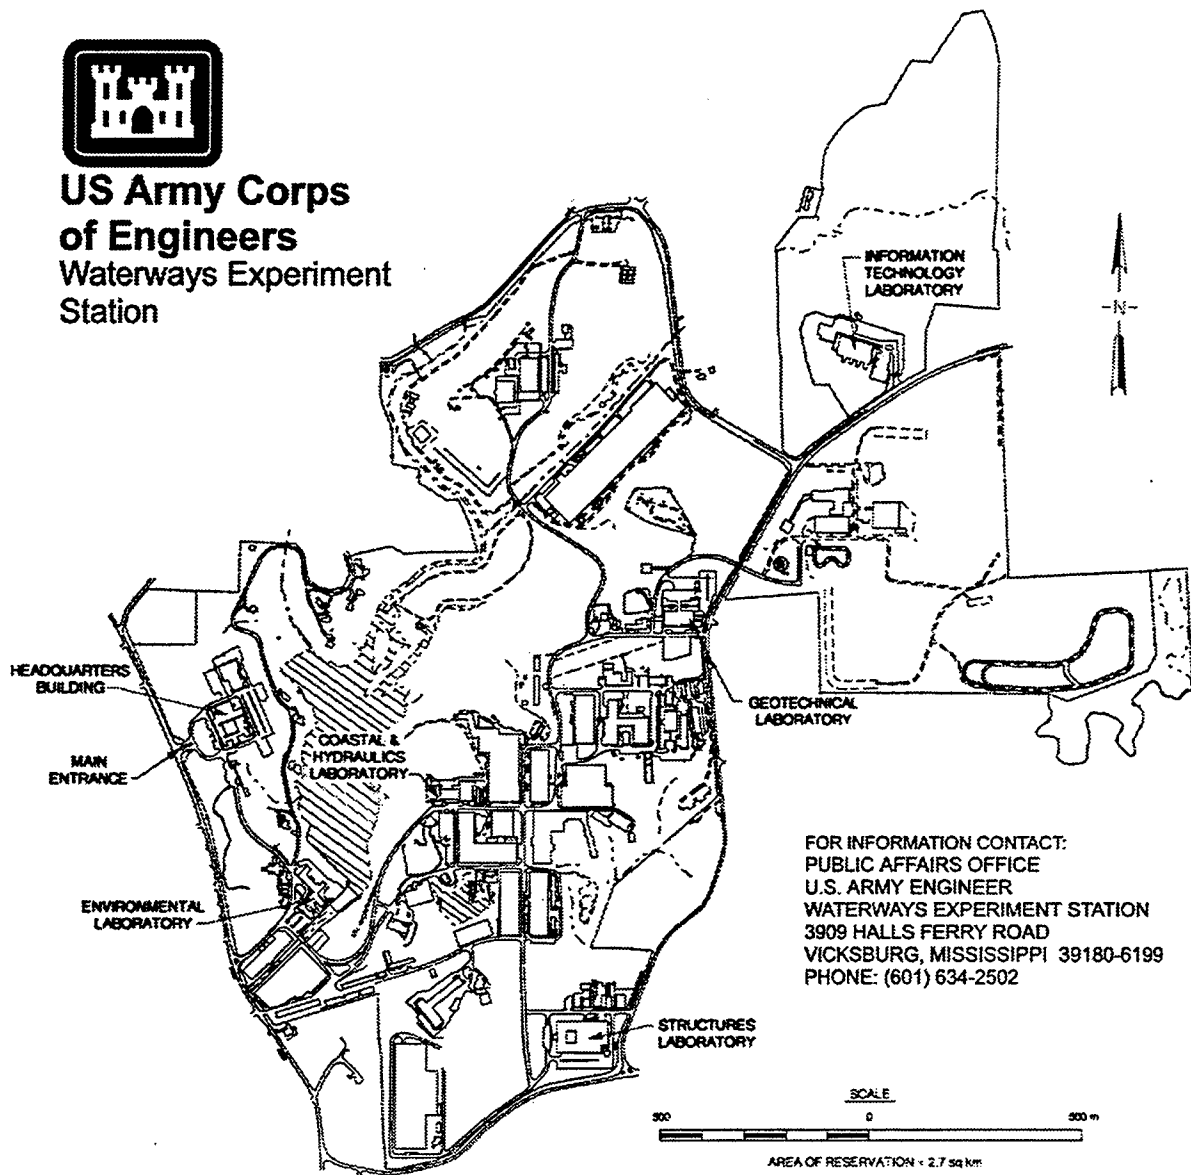 US Army Corps
of Engineers
Waterways Experiment
Station
INFORMATION
TECHNOLOGY
LABORATORY
N
HEADQUARTERS
BUILDING
MAIN
ENTRANCE
COASTAL &
HYDRAULICS
LABORATORY
GEOTECHNICAL
LABORATORY
ENVIRONMENTAL
LABORATORY
STRUCTURES
LABORATORY
FOR INFORMATION CONTACT:
PUBLIC AFFAIRS OFFICE
U.S. ARMY ENGINEER
WATERWAYS EXPERIMENT STATION
3909 HALLS FERRY ROAD
VICKSBURG, MISSISSIPPI 39180-6199
PHONE: (601) 634-2502
SCALE
500 0 500 m
AREA OF RESERVATION = 2.7 sq km